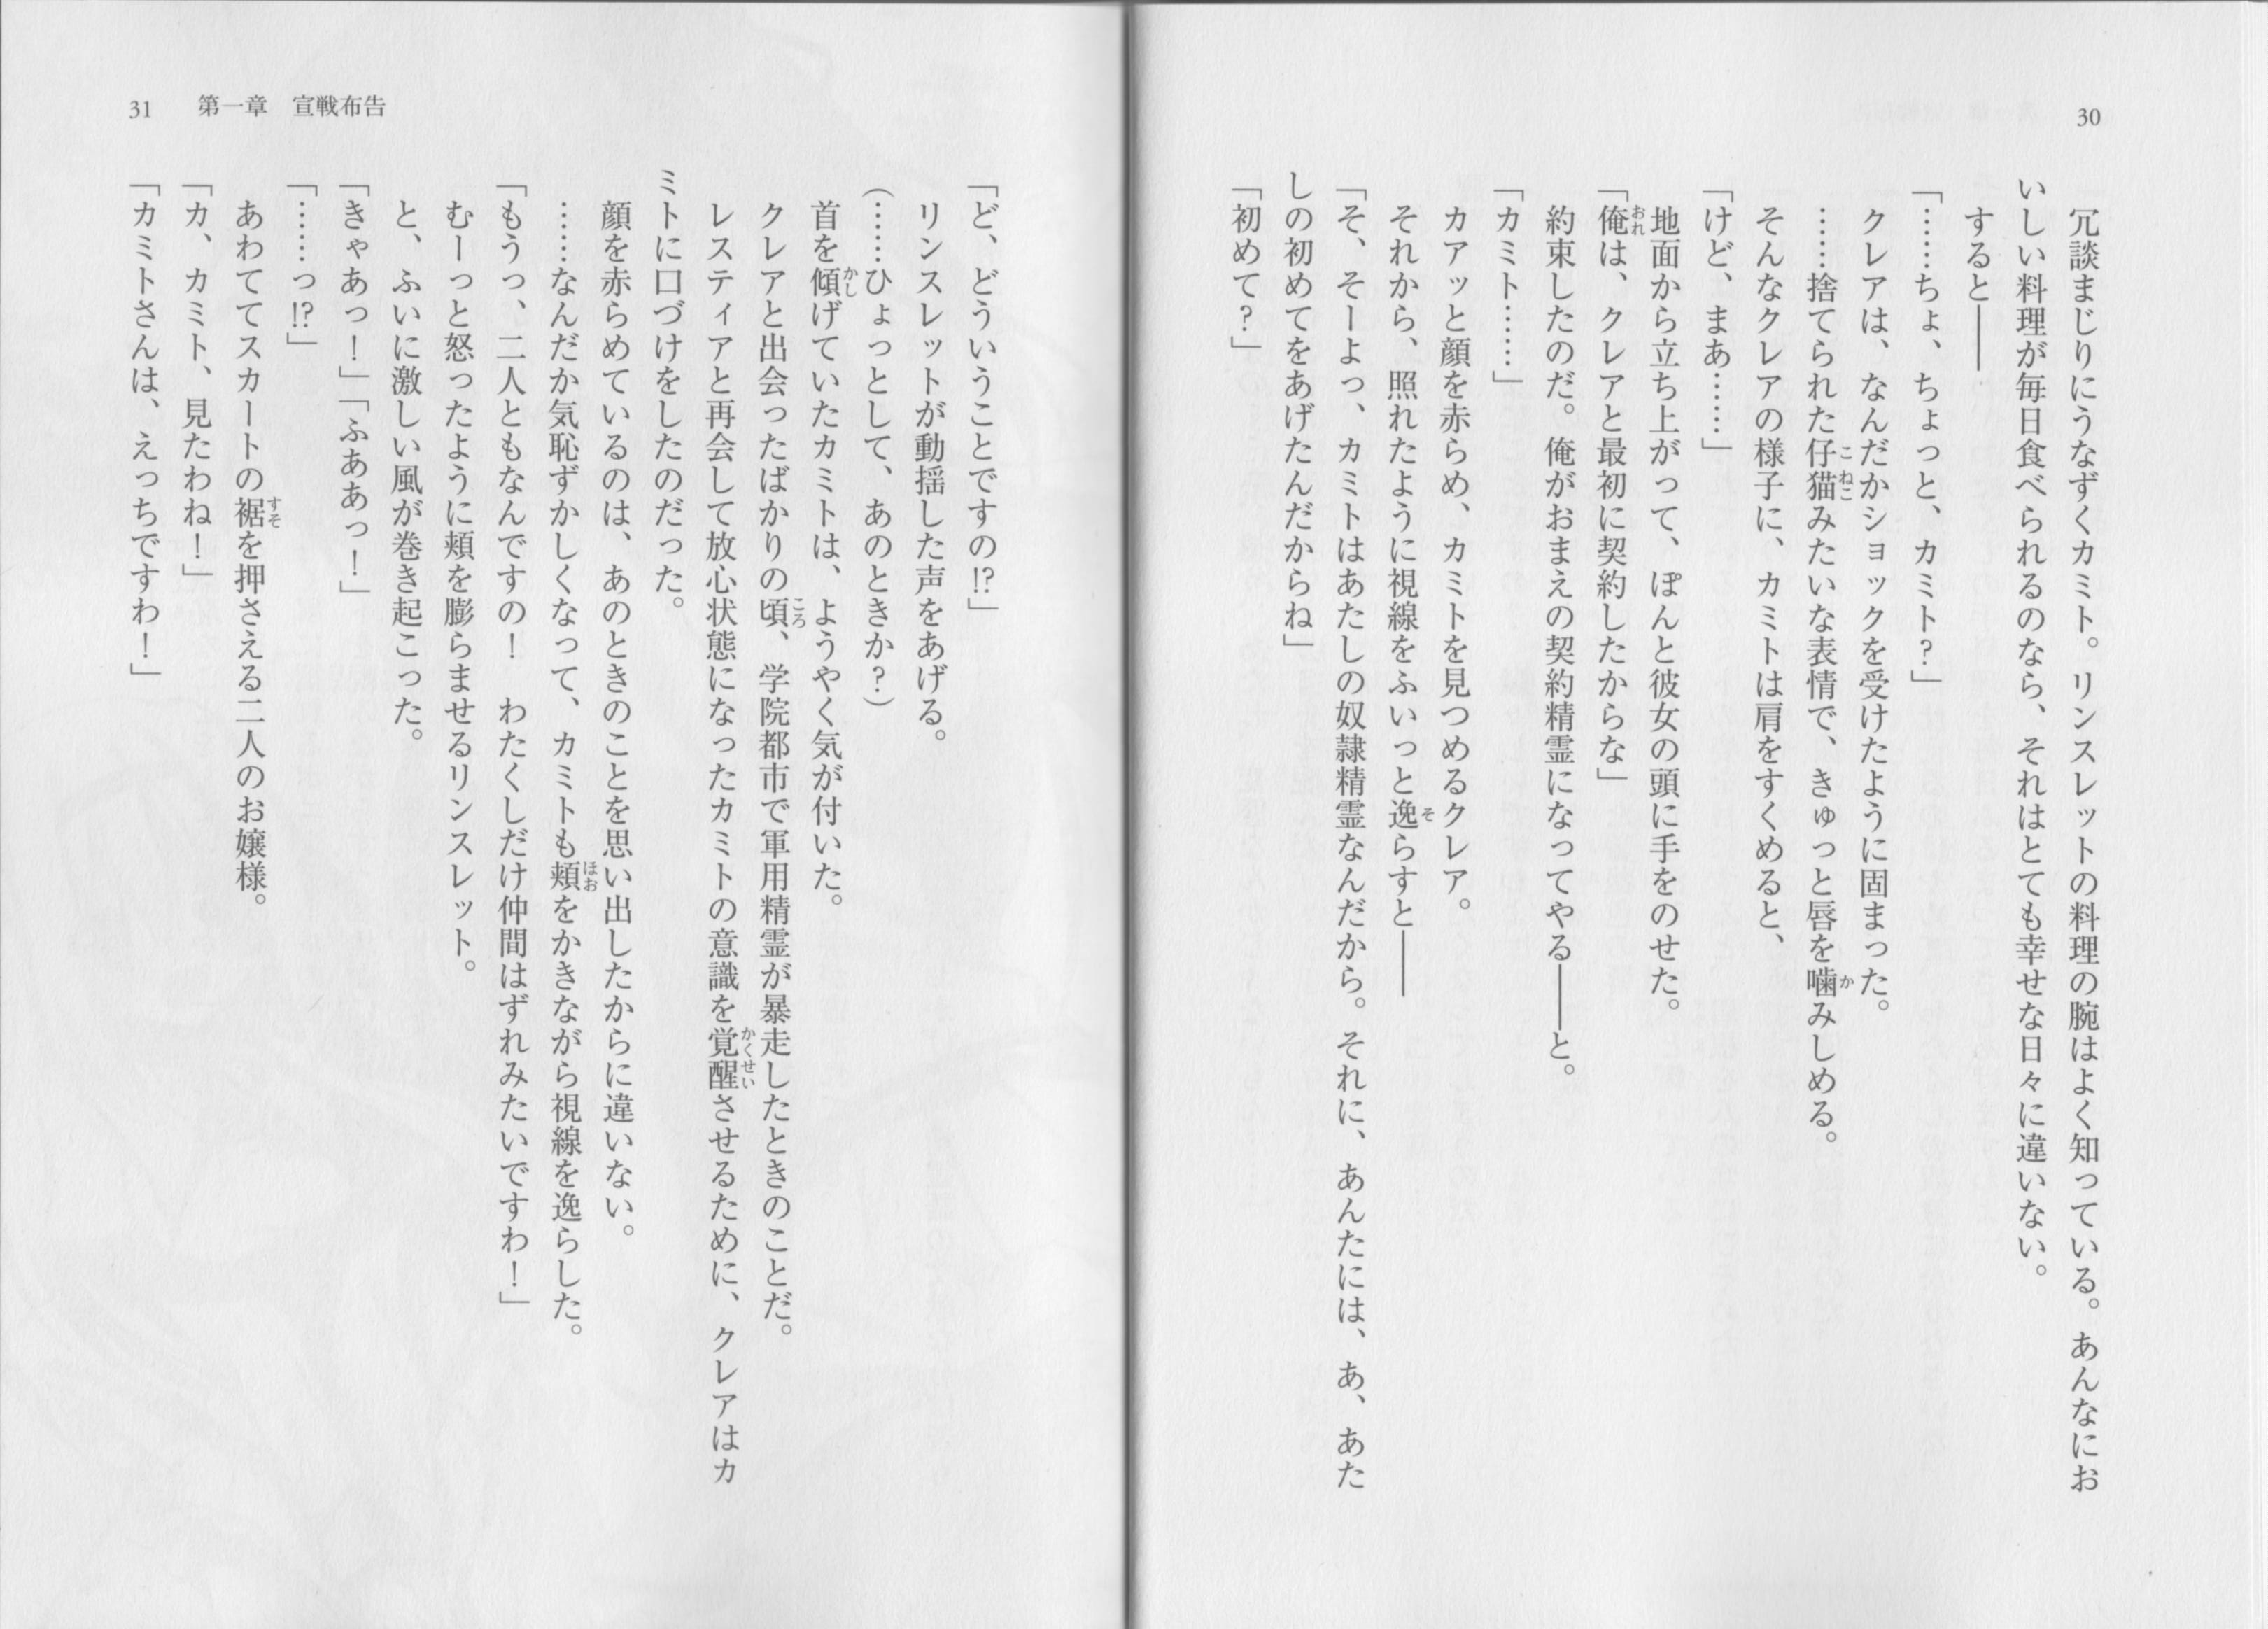 30
冗談まじりにうなずくカミト。リンスレットの料理の腕はよく知っている。あんなにお
いしい料理が毎日食べられるのなら、それはとても幸せな日々に違いない。
すると――
「……ちょ、ちょっと、カミト？」
クレアは、なんだかショックを受けたように固まった。
……捨てられた仔猫みたいな表情で、きゅっと唇を噛みしめる。
そんなクレアの様子に、カミトは肩をすくめると、
「けど、まあ……」
地面から立ち上がって、ぽんと彼女の頭に手をのせた。
「俺は、クレアと最初に契約したからな」
約束したのだ。俺がおまえの契約精霊になってやる――と。
「カミト……」
カアッと顔を赤らめ、カミトを見つめるクレア。
それから、照れたように視線をふいっと逸らすと――
「そ、そーよっ、カミトはあたしの奴隷精霊なんだから。それに、あんたには、あ、あた
しの初めてをあげたんだからね」
「初めて？」
31 第一章 宣戦布告
「ど、どういうことですの!?」
リンスレットが動揺した声をあげる。
（……ひょっとして、あのときか？）
首を傾げていたカミトは、ようやく気が付いた。
クレアと出会ったばかりの頃、学院都市で軍用精霊が暴走したときのことだ。
レスティアと再会して放心状態になったカミトの意識を覚醒させるために、クレアはカ
ミトに口づけをしたのだった。
顔を赤らめているのは、あのときのことを思い出したからに違いない。
……なんだか気恥ずかしくなって、カミトも頬をかきながら視線を逸らした。
「もうっ、二人ともなんですの！　わたくしだけ仲間はずれみたいですわ！」
むーっと怒ったように頬を膨らませるリンスレット。
と、ふいに激しい風が巻き起こった。
「きゃあっ！」「ふああっ！」
「……っ!?」
あわててスカートの裾を押さえる二人のお嬢様。
「カ、カミト、見たわね！」
「カミトさんは、えっちですわ！」